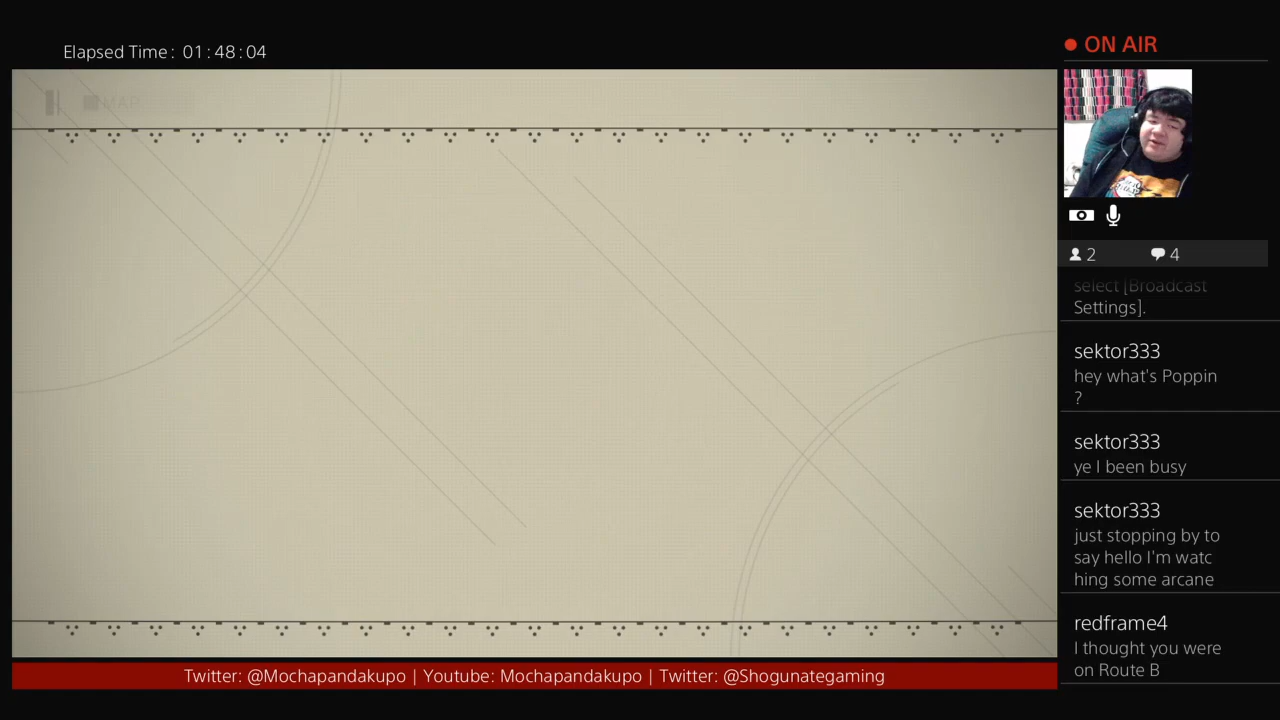 Elapsed Time: 01:48:04
ON AIR
MAP
2
4
select [Broadcast
Settings].
sektor333
hey what's Poppin
?
sektor333
ye I been busy
sektor333
just stopping by to
say hello I'm watc
hing some arcane
redframe4
I thought you were
on Route B
Twitter: @Mochapandakupo | Youtube: Mochapandakupo | Twitter: @Shogunategaming